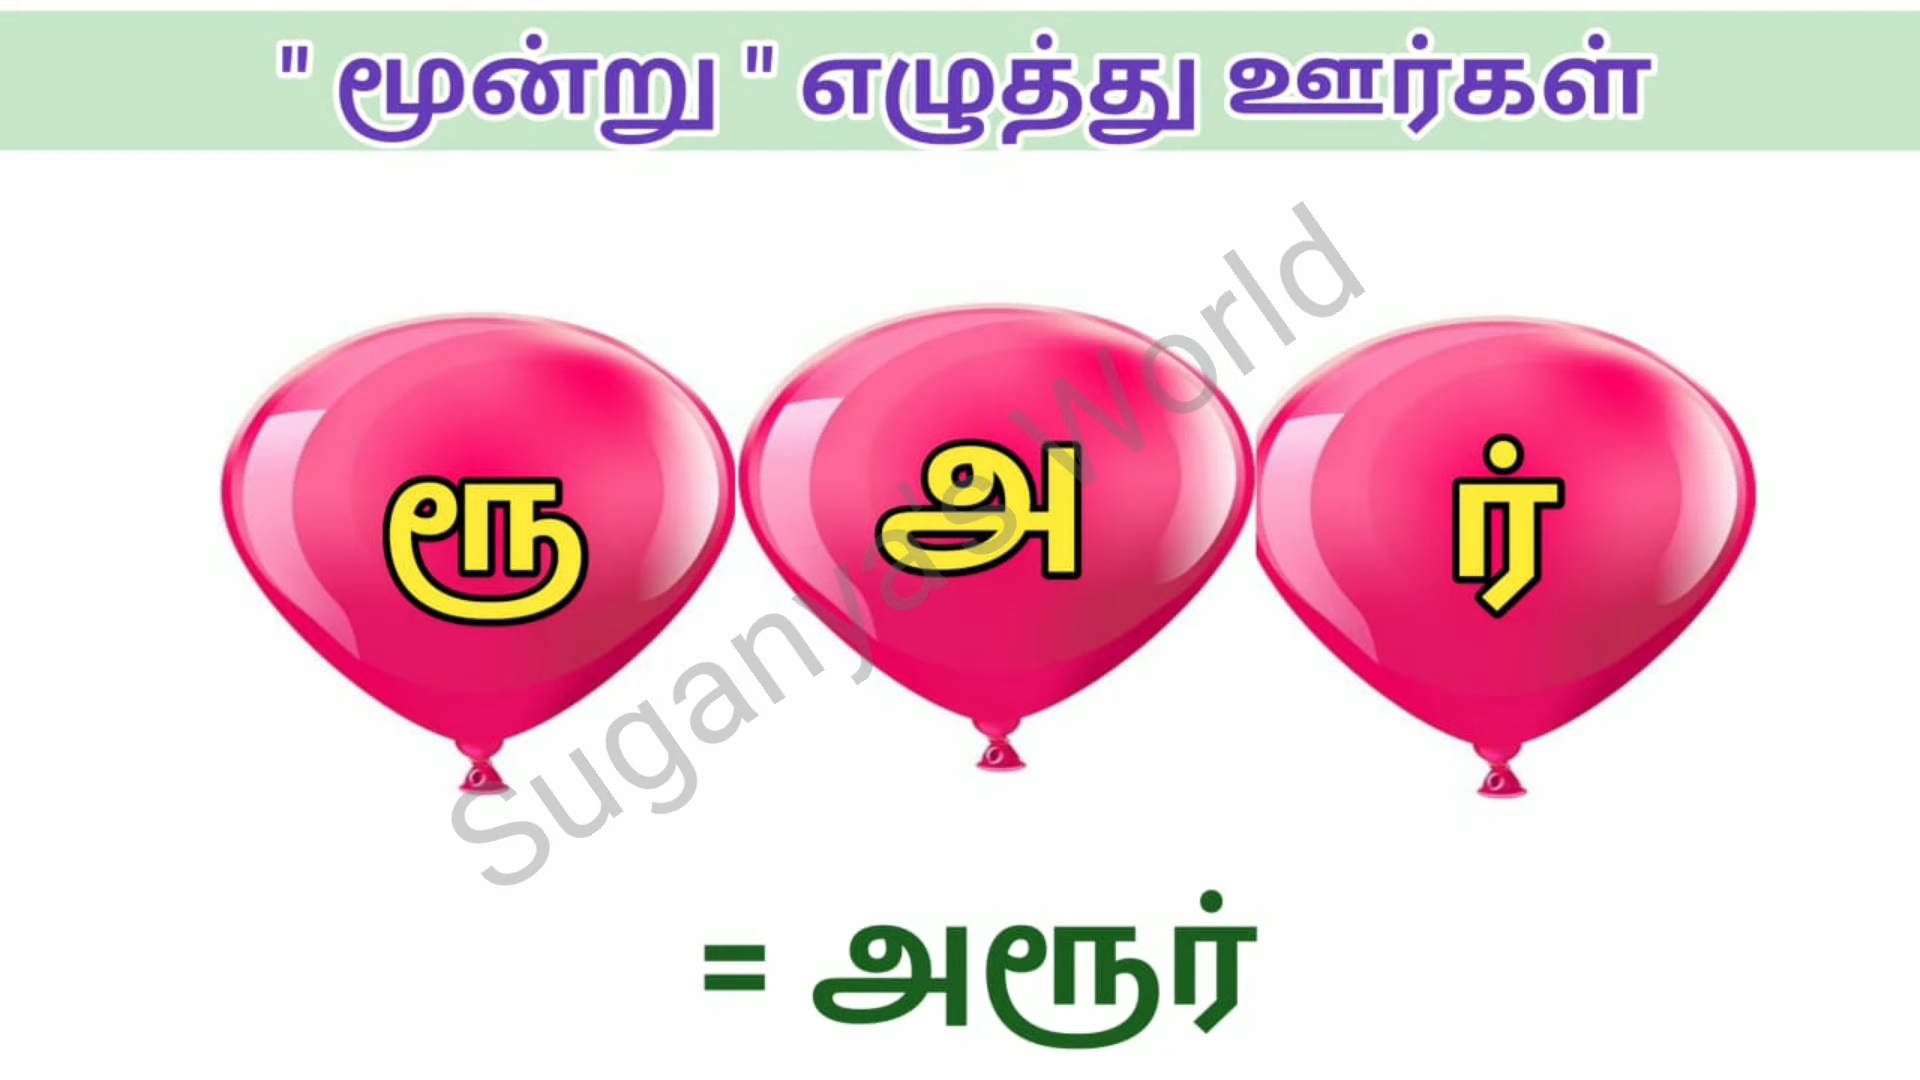 " மூன்று " எழுத்து ஊர்கள்
ரூ அ ர்
Suganya's World
= அரூர்